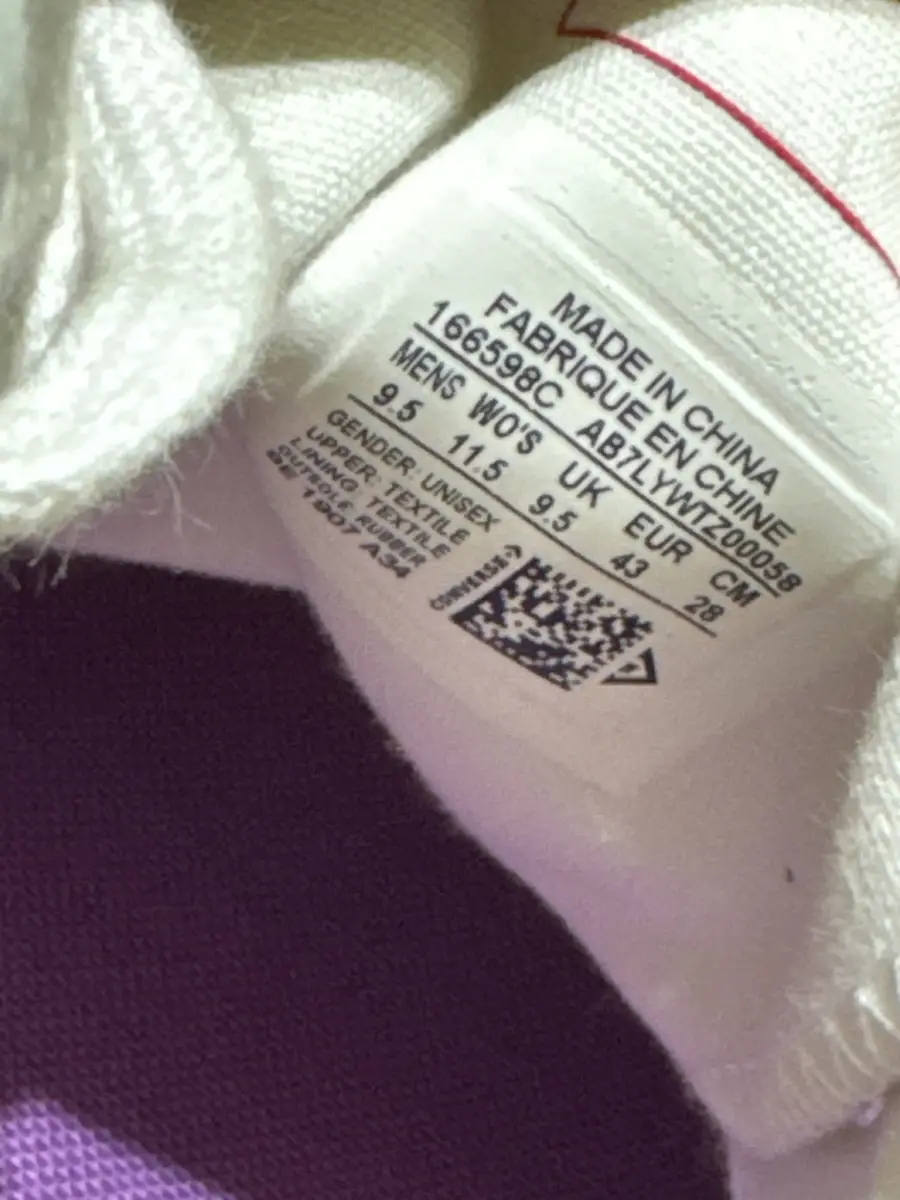 MADE IN CHINA
FABRIQUE EN CHINE
166598C AB7LYWTZ00058
MENS WO'S UK EUR CM
9.5 11.5 9.5 43 28
GENDER: UNISEX
UPPER: TEXTILE
LINING: TEXTILE
OUTSOLE RUBBER
CONVERSE